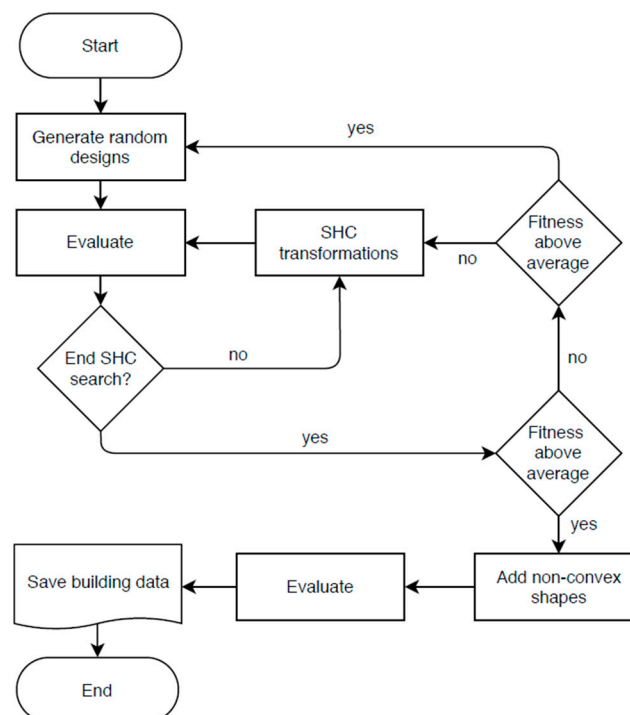 Start
yes
Generate random
designs
Evaluate
SHC
transformations
no
Fitness
above
average
End SHC
search?
no
no
yes
Fitness
above
average
yes
Save building data
Evaluate
Add non-convex
shapes
End